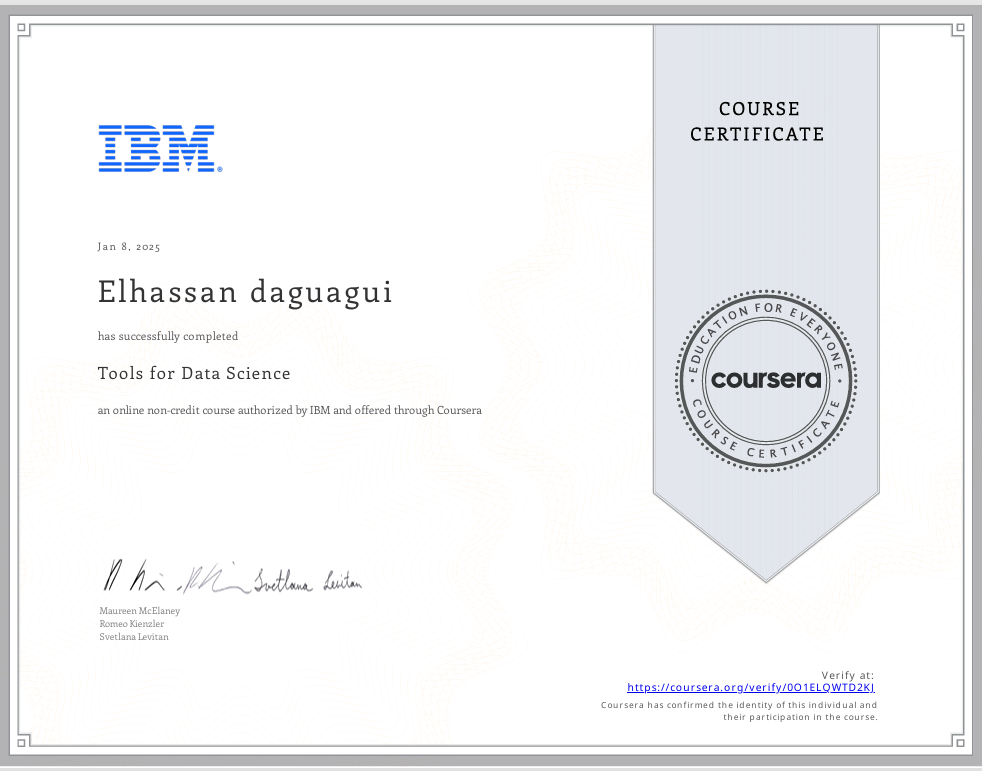 COURSE
CERTIFICATE
IBM®
Jan 8, 2025
Elhassan daguagui
has successfully completed
Tools for Data Science
an online non-credit course authorized by IBM and offered through Coursera
EDUCATION FOR EVERYONE
coursera
COURSE CERTIFICATE
Svetlana Levitan
Maureen McElaney
Romeo Kienzler
Svetlana Levitan
Verify at:
https://coursera.org/verify/0O1ELQWTD2KJ
Coursera has confirmed the identity of this individual and
their participation in the course.